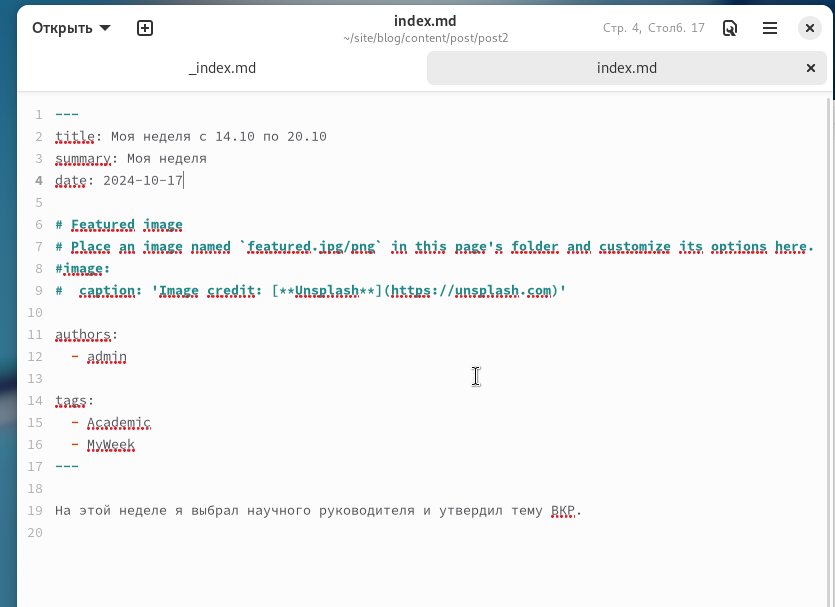 Открыть
index.md
~/site/blog/content/post/post2
Стр. 4, Столб. 17
_index.md
index.md
1 ---
2 title: Моя неделя с 14.10 по 20.10
3 summary: Моя неделя
4 date: 2024-10-17
5
6 # Featured image
7 # Place an image named `featured.jpg/png` in this page's folder and customize its options here.
8 #image:
9 #  caption: 'Image credit: [**Unsplash**](https://unsplash.com)'
10
11 authors:
12   - admin
13
14 tags:
15   - Academic
16   - MyWeek
17 ---
18
19 На этой неделе я выбрал научного руководителя и утвердил тему ВКР.
20